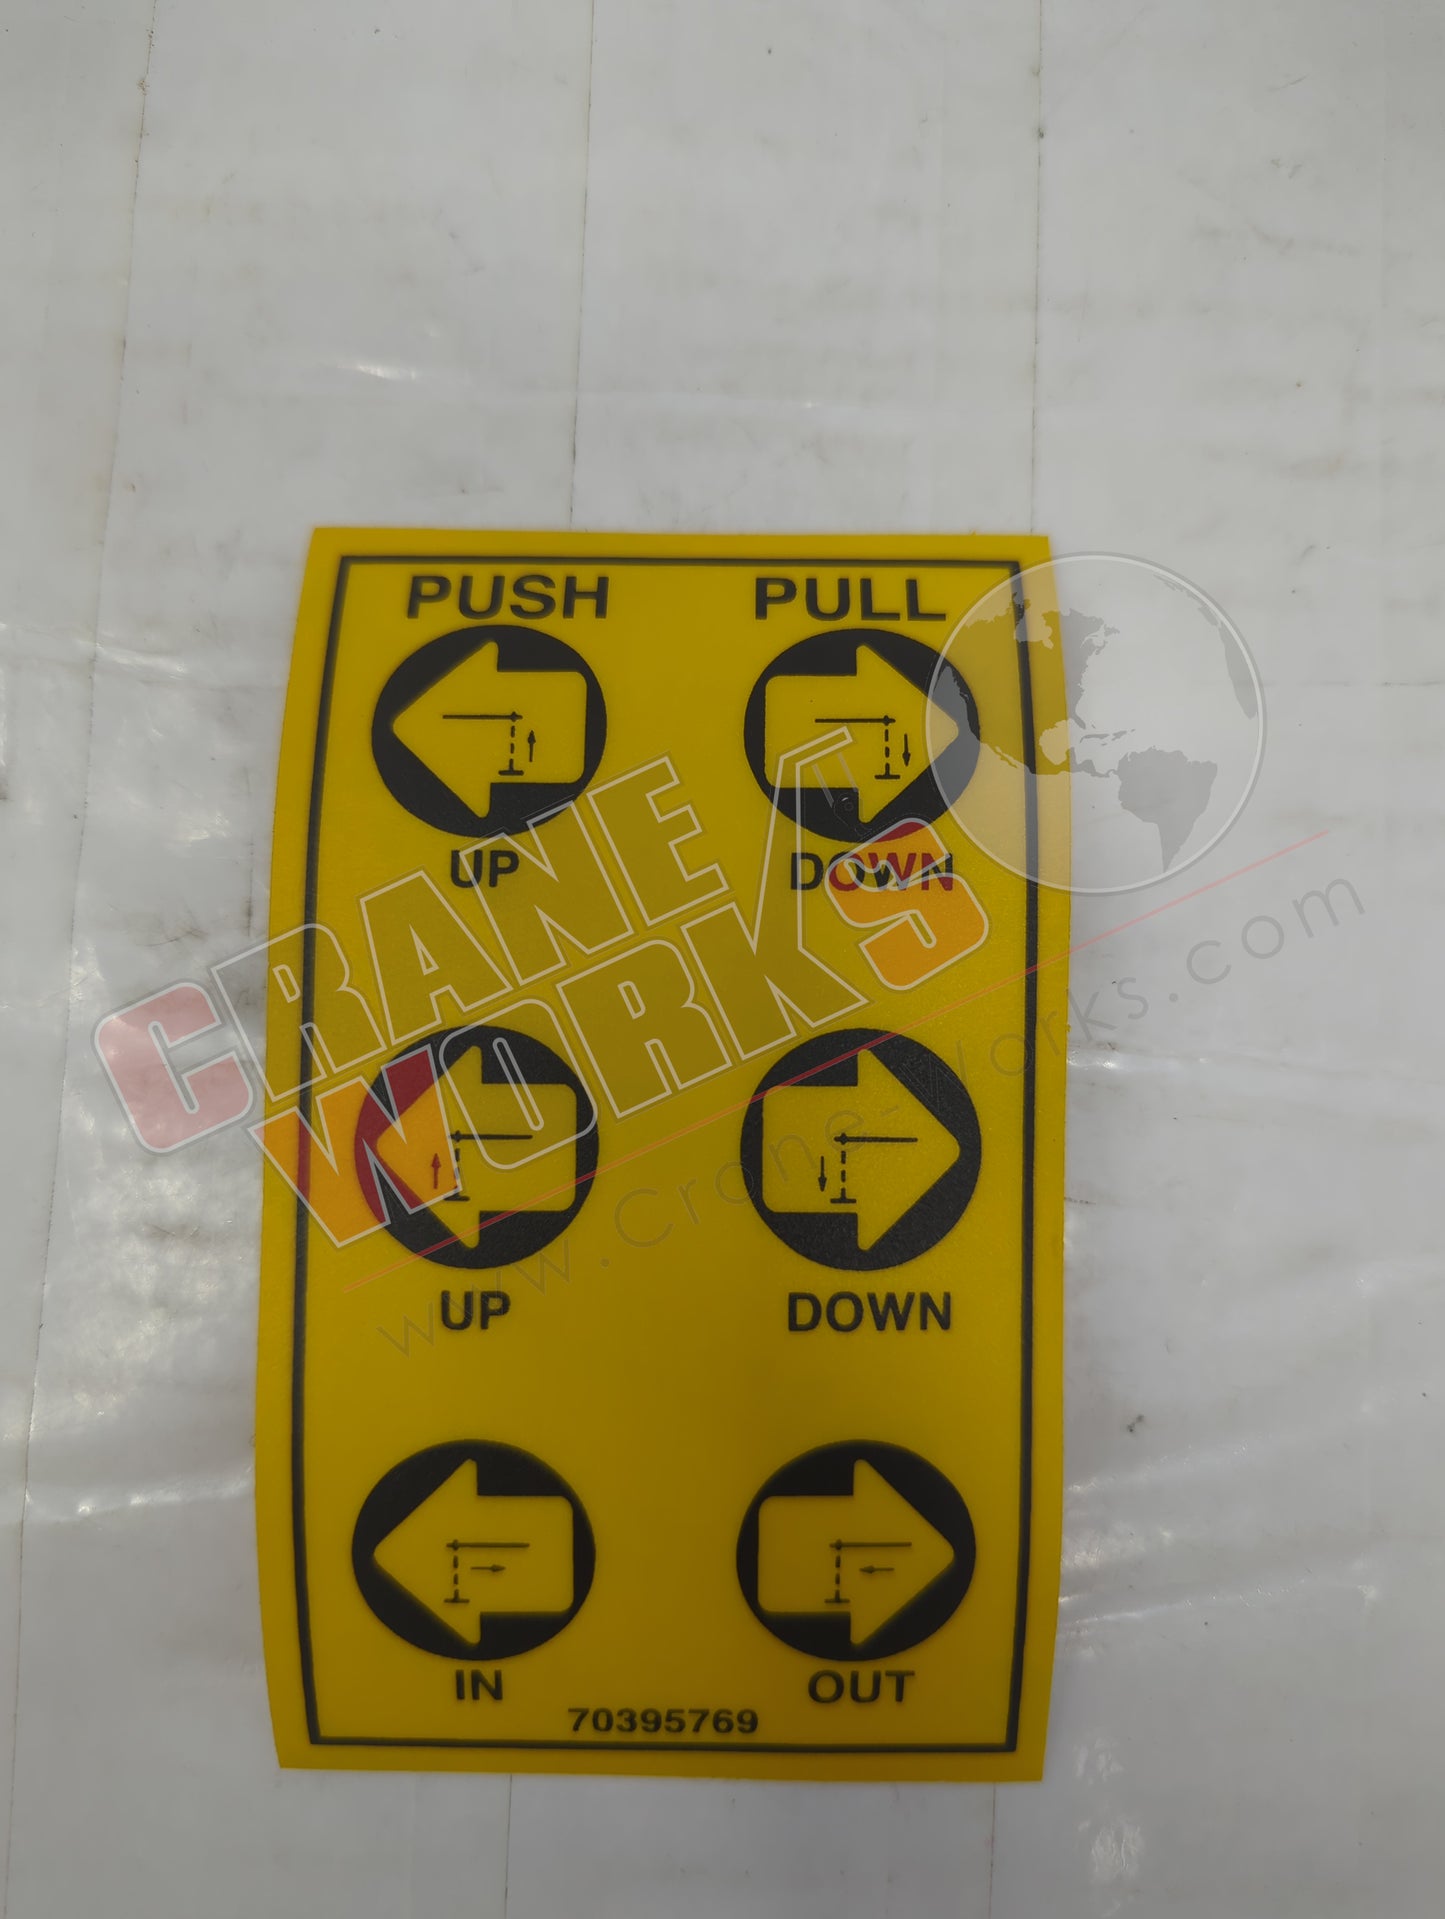 PUSH PULL
UP DOWN
CRANE
WORKS
www.Crane-Works.com
UP DOWN
IN OUT
70395769